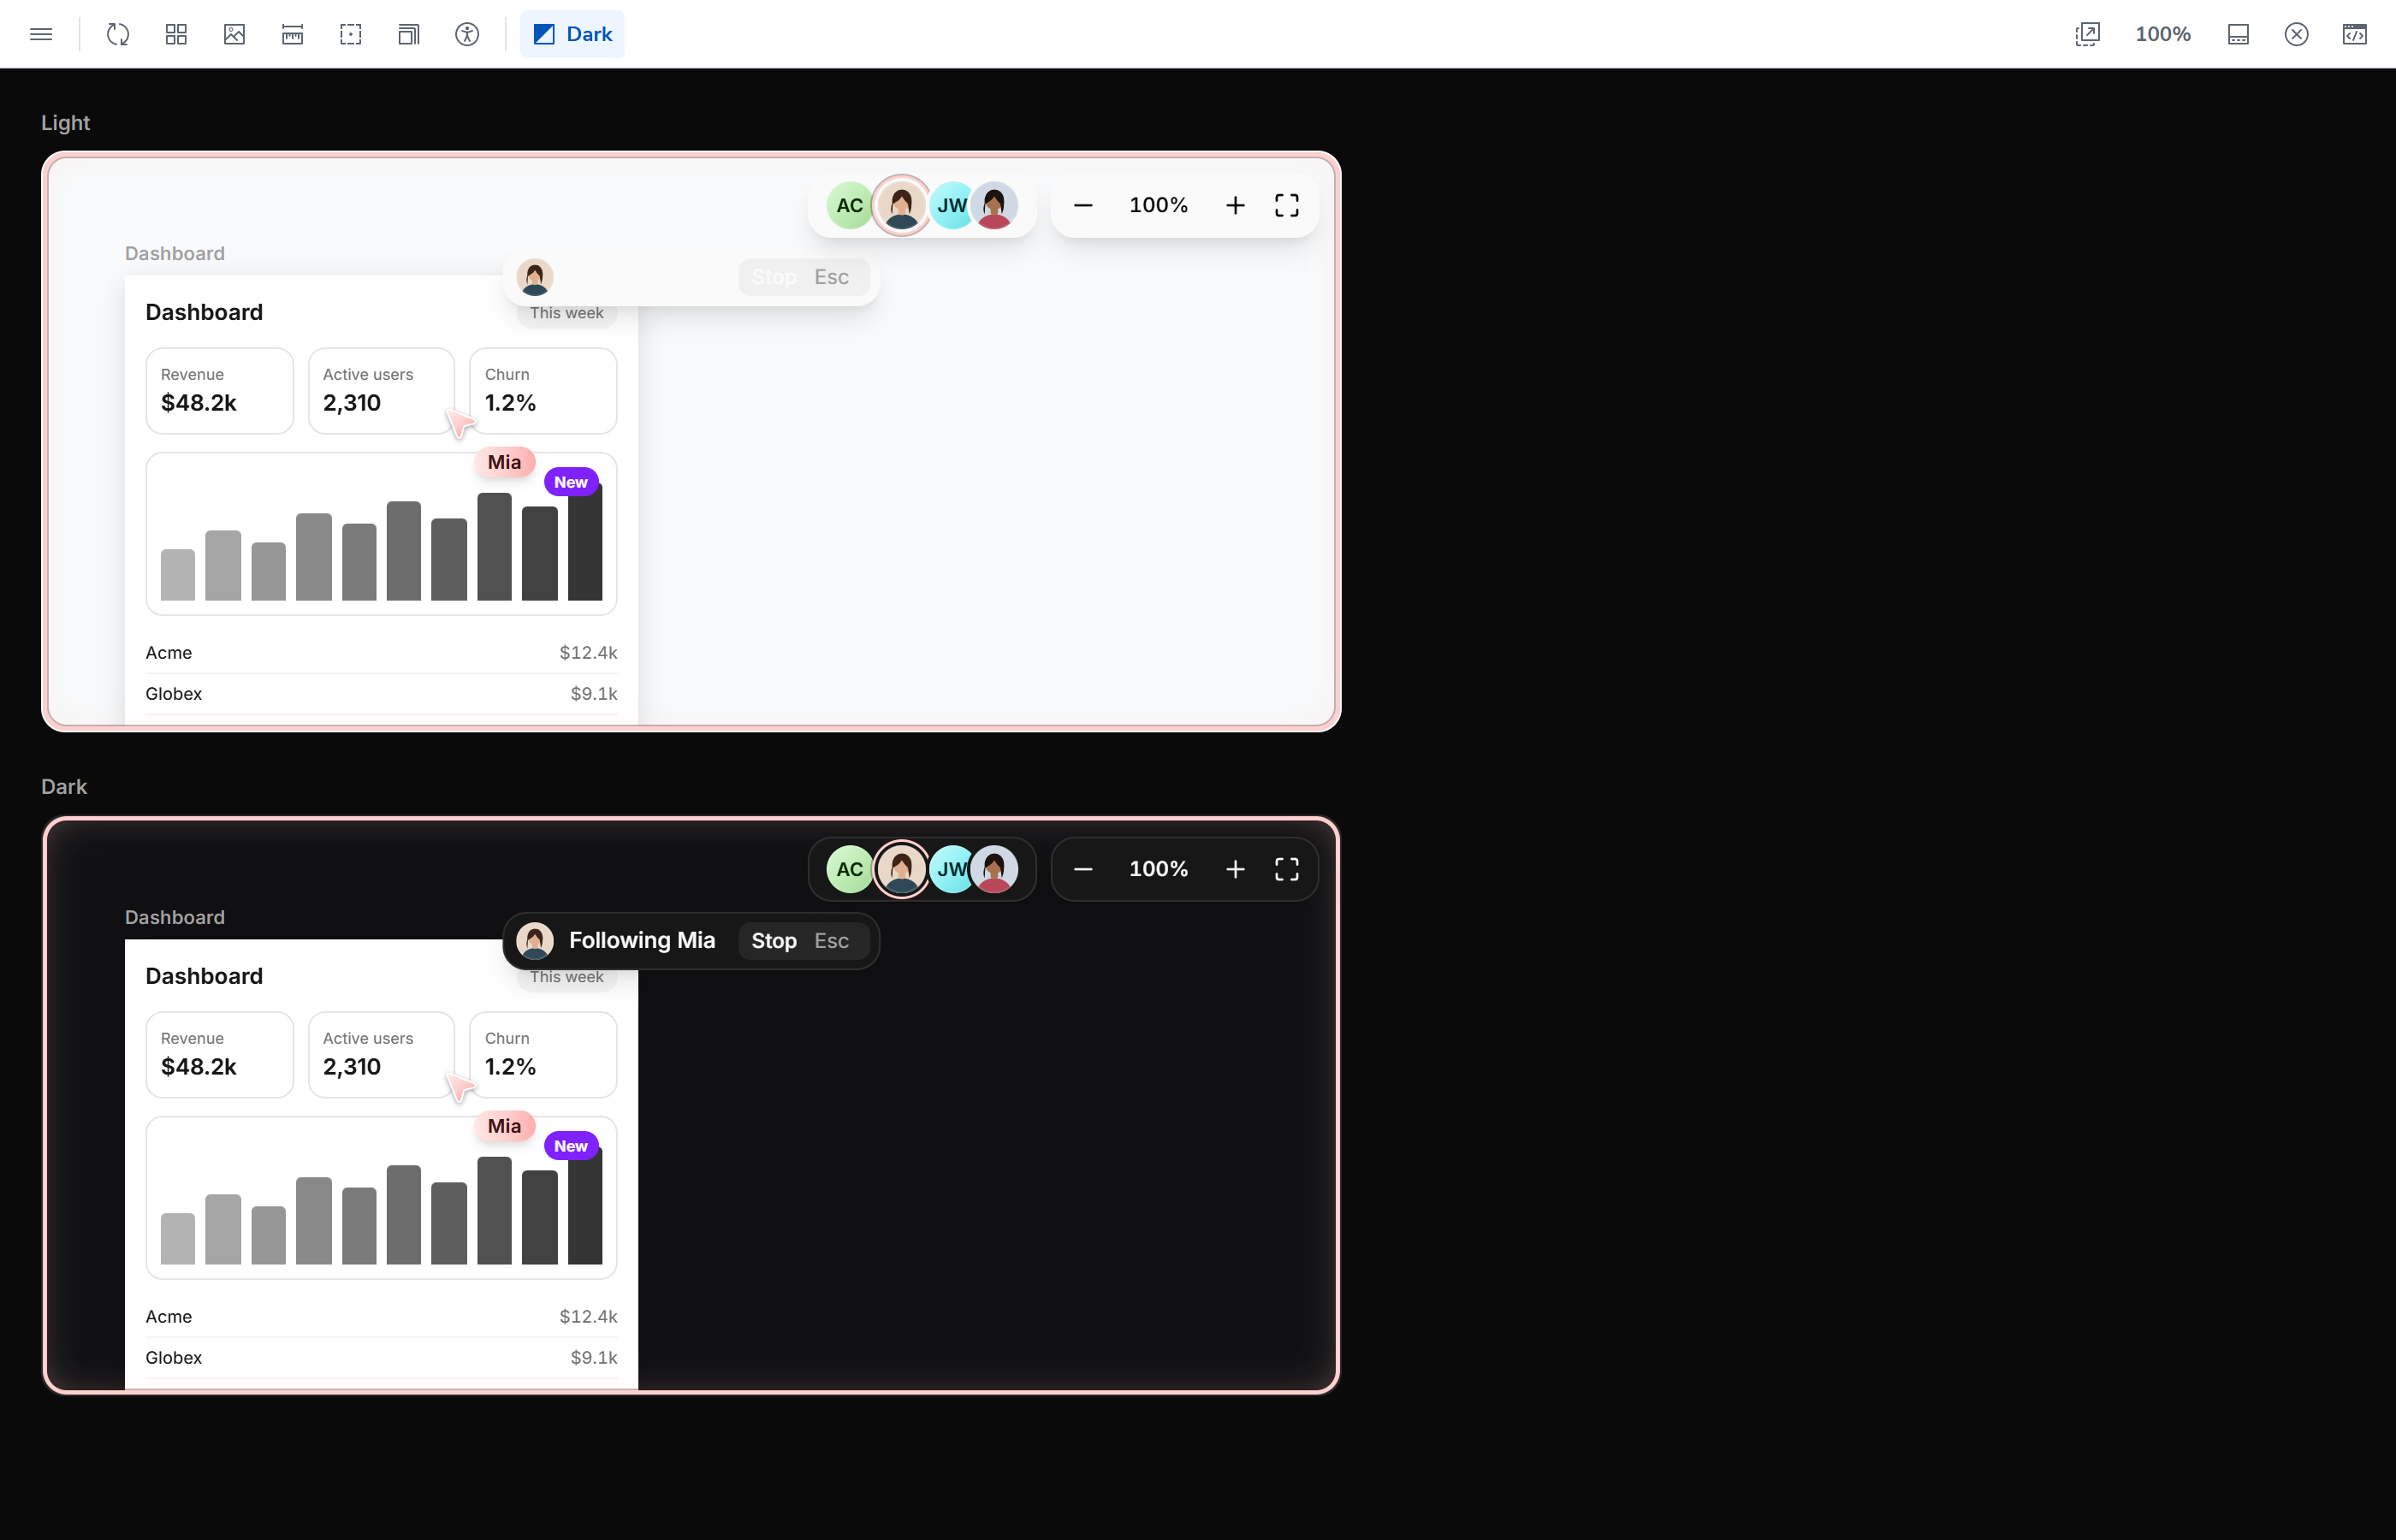 Dark
100%
Light
AC
JW
100%
Dashboard
Stop Esc
Dashboard
This week
Revenue
$48.2k
Active users
2,310
Churn
1.2%
Mia
New
Acme
$12.4k
Globex
$9.1k
Dark
AC
JW
100%
Dashboard
Following Mia
Stop Esc
Dashboard
This week
Revenue
$48.2k
Active users
2,310
Churn
1.2%
Mia
New
Acme
$12.4k
Globex
$9.1k